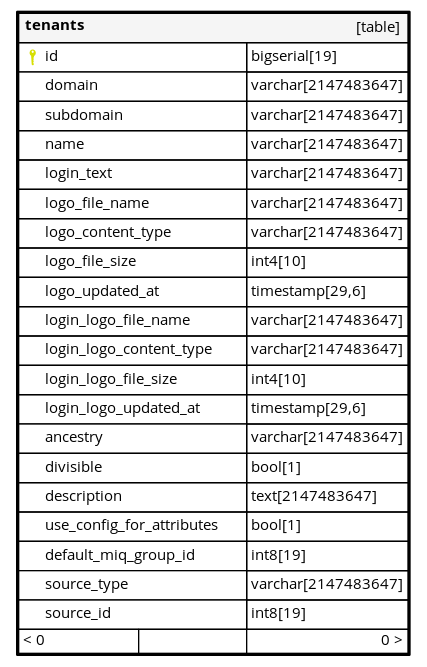 tenants [table]
id bigserial[19]
domain varchar[2147483647]
subdomain varchar[2147483647]
name varchar[2147483647]
login_text varchar[2147483647]
logo_file_name varchar[2147483647]
logo_content_type varchar[2147483647]
logo_file_size int4[10]
logo_updated_at timestamp[29,6]
login_logo_file_name varchar[2147483647]
login_logo_content_type varchar[2147483647]
login_logo_file_size int4[10]
login_logo_updated_at timestamp[29,6]
ancestry varchar[2147483647]
divisible bool[1]
description text[2147483647]
use_config_for_attributes bool[1]
default_miq_group_id int8[19]
source_type varchar[2147483647]
source_id int8[19]
< 0 0 >